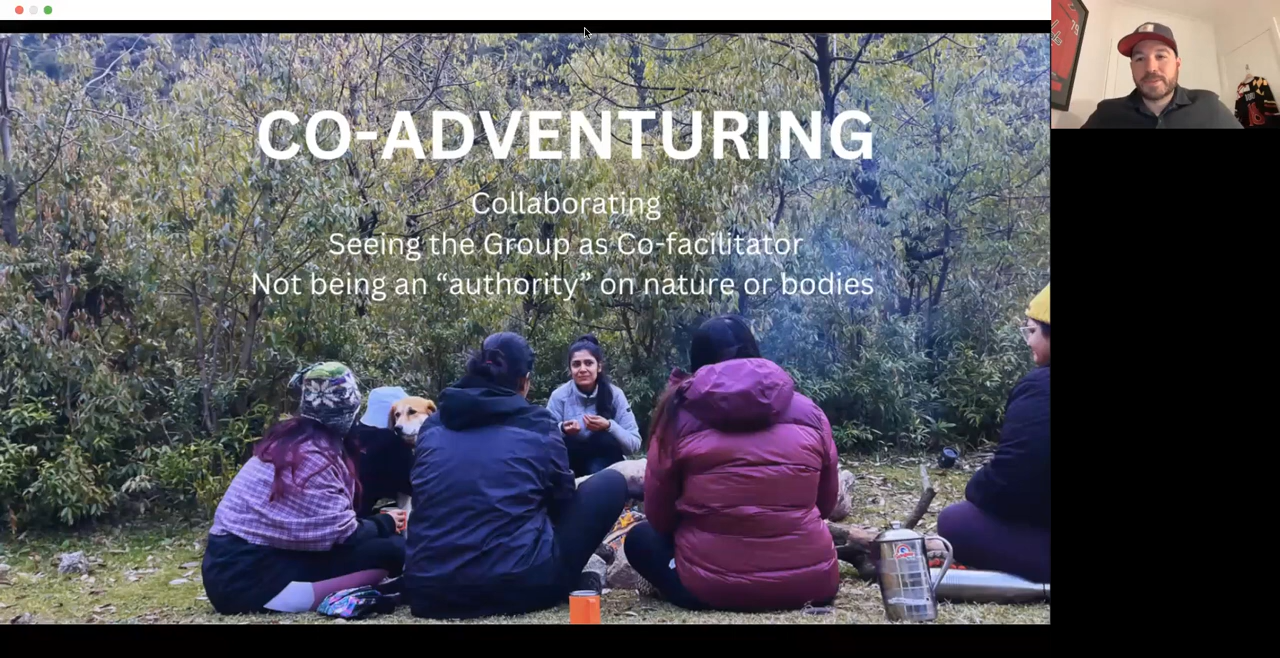 CO-ADVENTURING
Collaborating
Seeing the Group as Co-facilitator
Not being an “authority” on nature or bodies